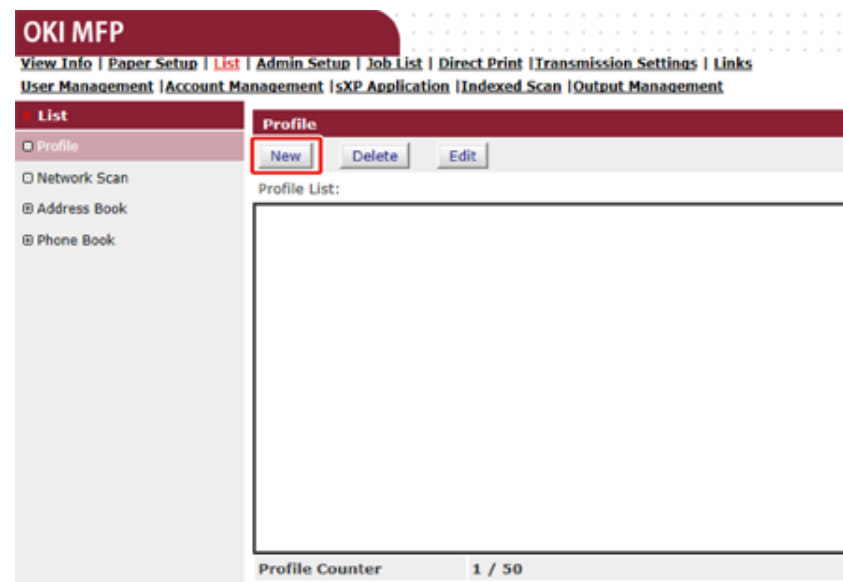 OKI MFP
View Info | Paper Setup | List | Admin Setup | Job List | Direct Print |Transmission Settings | Links
User Management |Account Management |sXP Application |Indexed Scan |Output Management
List
Profile
Network Scan
Address Book
Phone Book
Profile
New Delete Edit
Profile List:
Profile Counter 1 / 50